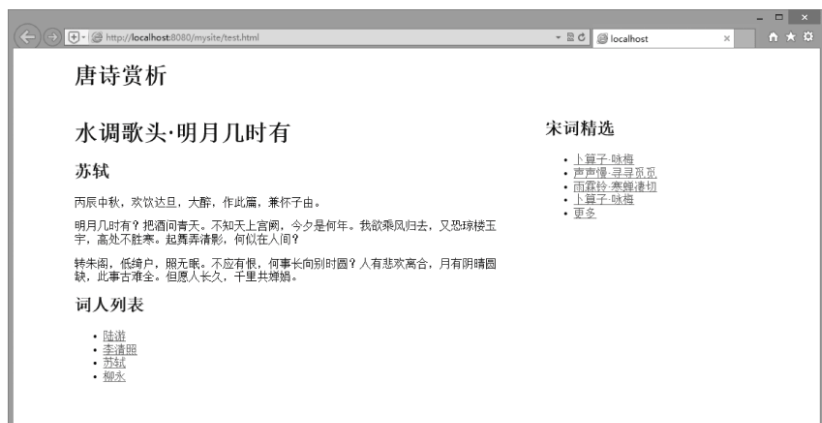 http://localhost:8080/mysite/test.html
localhost
唐诗赏析
水调歌头·明月几时有
苏轼
丙辰中秋，欢饮达旦，大醉，作此篇，兼怀子由。
明月几时有？把酒问青天。不知天上宫阙，今夕是何年。我欲乘风归去，又恐琼楼玉
宇，高处不胜寒。起舞弄清影，何似在人间？
转朱阁，低绮户，照无眠。不应有恨，何事长向别时圆？人有悲欢离合，月有阴晴圆
缺，此事古难全。但愿人长久，千里共婵娟。
词人列表
陆游
李清照
苏轼
柳永
宋词精选
卜算子·咏梅
声声慢·寻寻觅觅
雨霖铃·寒蝉凄切
卜算子·咏梅
更多